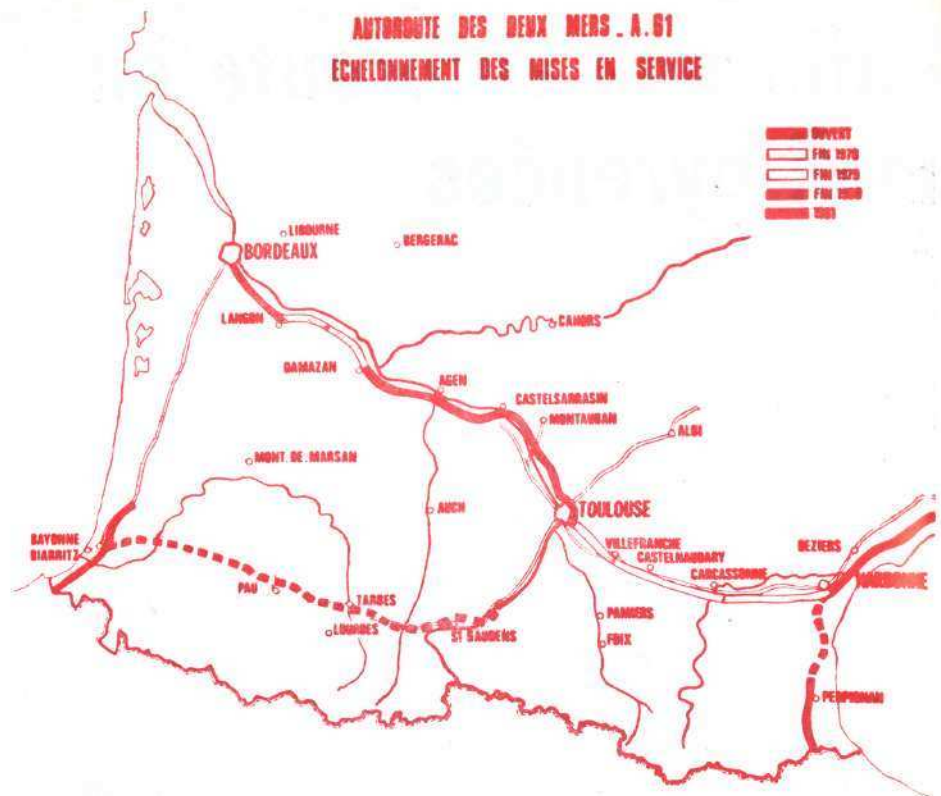 AUTOROUTE DES DEUX MERS _ A.61
ECHELONNEMENT DES MISES EN SERVICE
OUVERT
FIN 1978
FIN 1979
FIN 1980
1981
LIBOURNE
BERGERAC
BORDEAUX
LANGON
CAHORS
DAMAZAN
AGEN
CASTELSARRASIN
MONTAUBAN
ALBI
MONT. DE. MARSAN
AUCH
TOULOUSE
BAYONNE
BIARRITZ
VILLEFRANCHE
CASTELNAUDARY
BEZIERS
CARCASSONNE
NARBONNE
PAU
TARBES
LOURDES
ST GAUDENS
PAMIERS
FOIX
PERPIGNAN